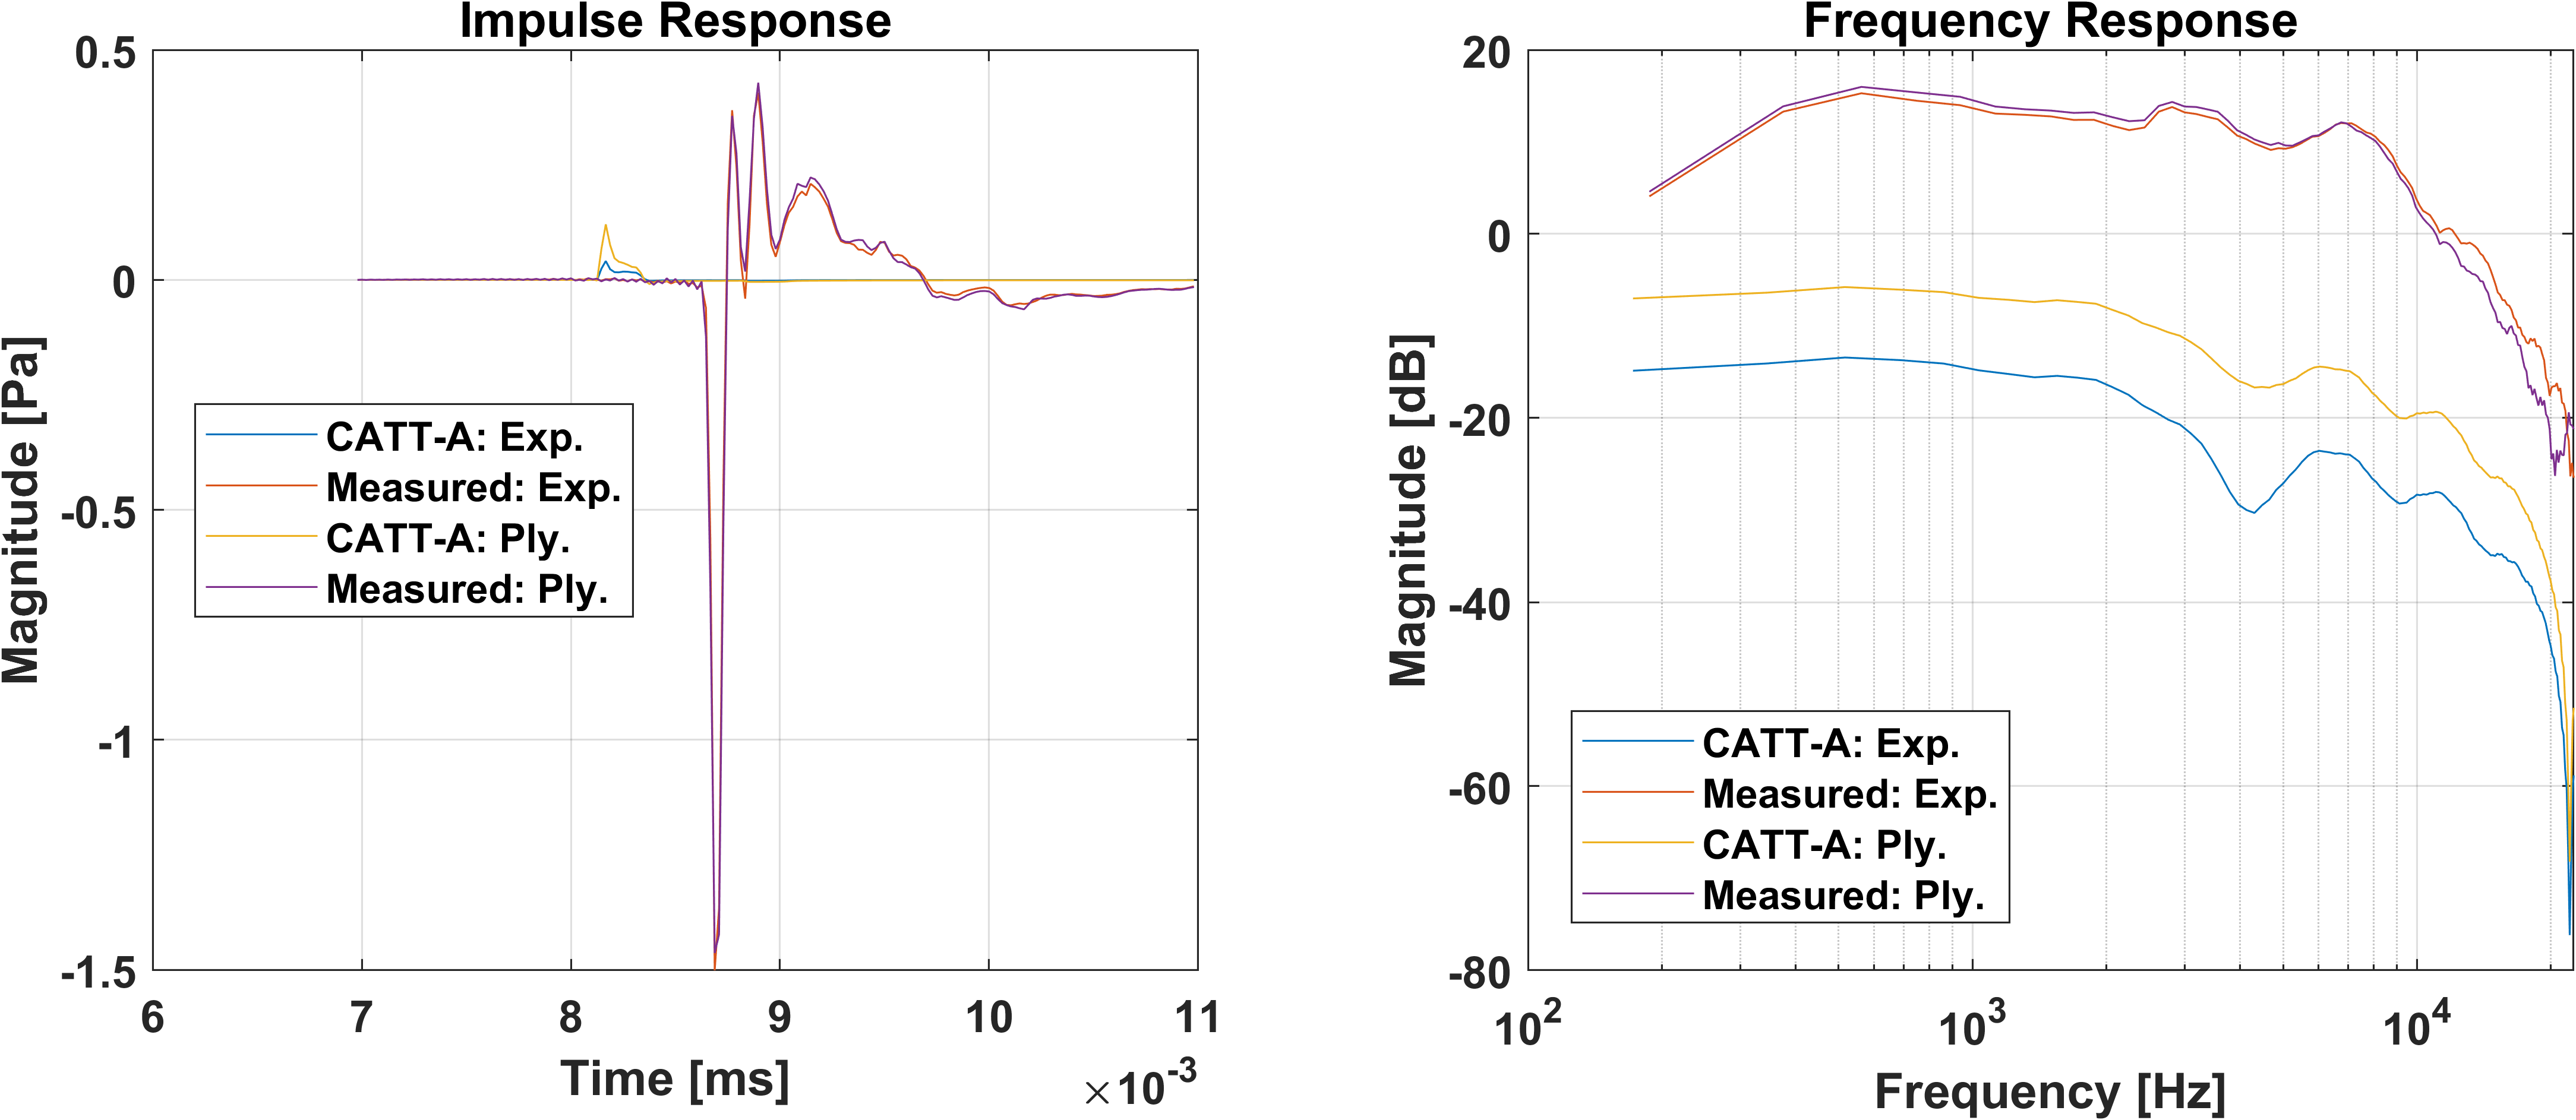 Impulse Response
0.5
0
-0.5
-1
-1.5
Magnitude [Pa]
CATT-A: Exp.
Measured: Exp.
CATT-A: Ply.
Measured: Ply.
6 7 8 9 10 11
Time [ms]
×10⁻³
Frequency Response
20
0
-20
-40
-60
-80
Magnitude [dB]
CATT-A: Exp.
Measured: Exp.
CATT-A: Ply.
Measured: Ply.
10² 10³ 10⁴
Frequency [Hz]